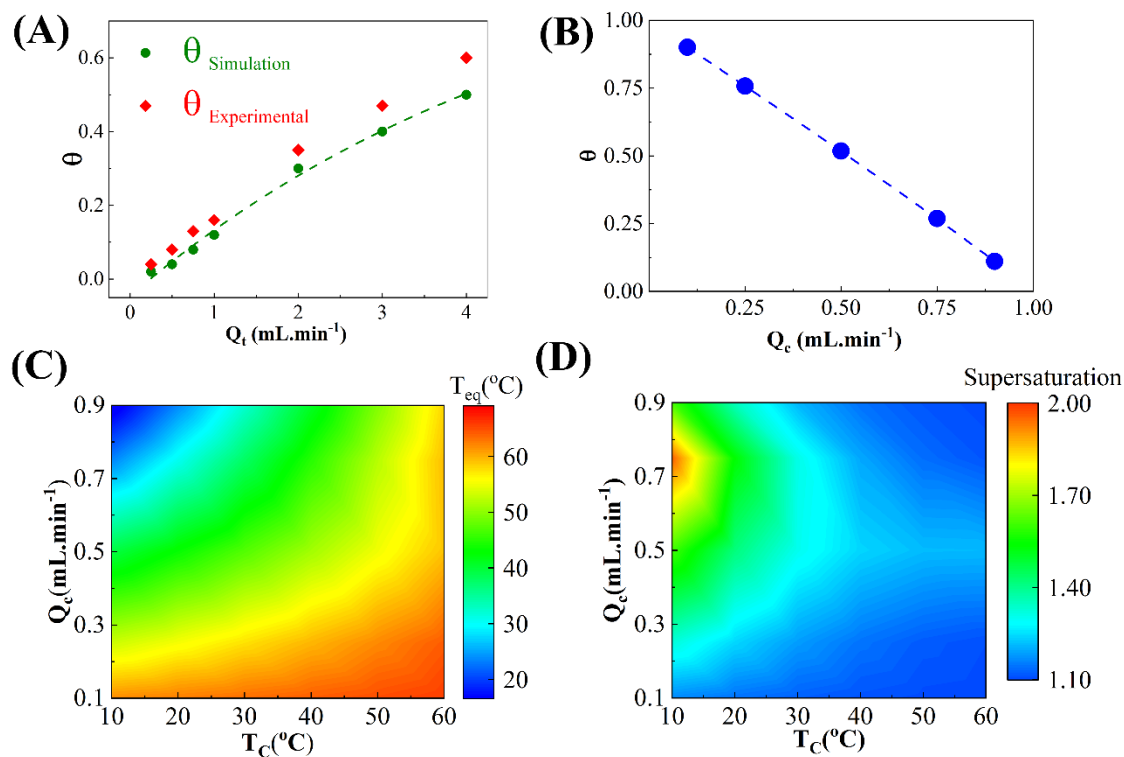 (A)
θ Simulation
θ Experimental
θ
0.6
0.4
0.2
0.0
0 1 2 3 4
Qt (mL.min-1)
(B)
θ
1.00
0.75
0.50
0.25
0.00
0.25 0.50 0.75 1.00
Qc (mL.min-1)
(C)
Teq(oC)
Qc(mL.min-1)
0.9
0.7
0.5
0.3
0.1
10 20 30 40 50 60
TC(oC)
60
50
40
30
20
(D)
Supersaturation
Qc(mL.min-1)
0.9
0.7
0.5
0.3
0.1
10 20 30 40 50 60
TC(oC)
2.00
1.70
1.40
1.10